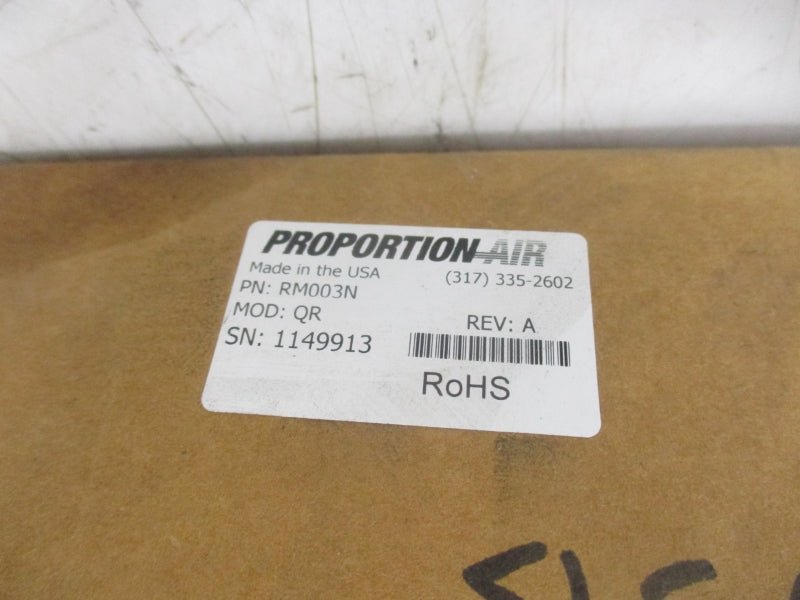 PROPORTION-AIR
Made in the USA
(317) 335-2602
PN: RM003N
MOD: QR
REV: A
SN: 1149913
RoHS